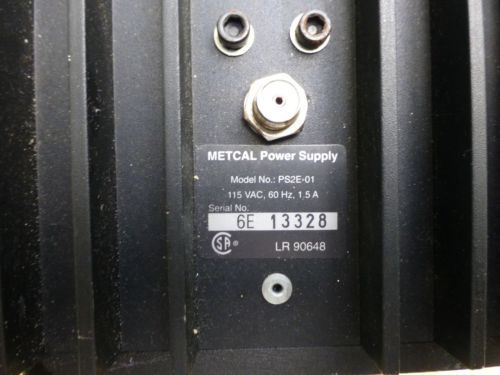 METCAL Power Supply
Model No.: PS2E-01
115 VAC, 60 Hz, 1.5 A
Serial No.
6E 13328
SA ® LR 90648